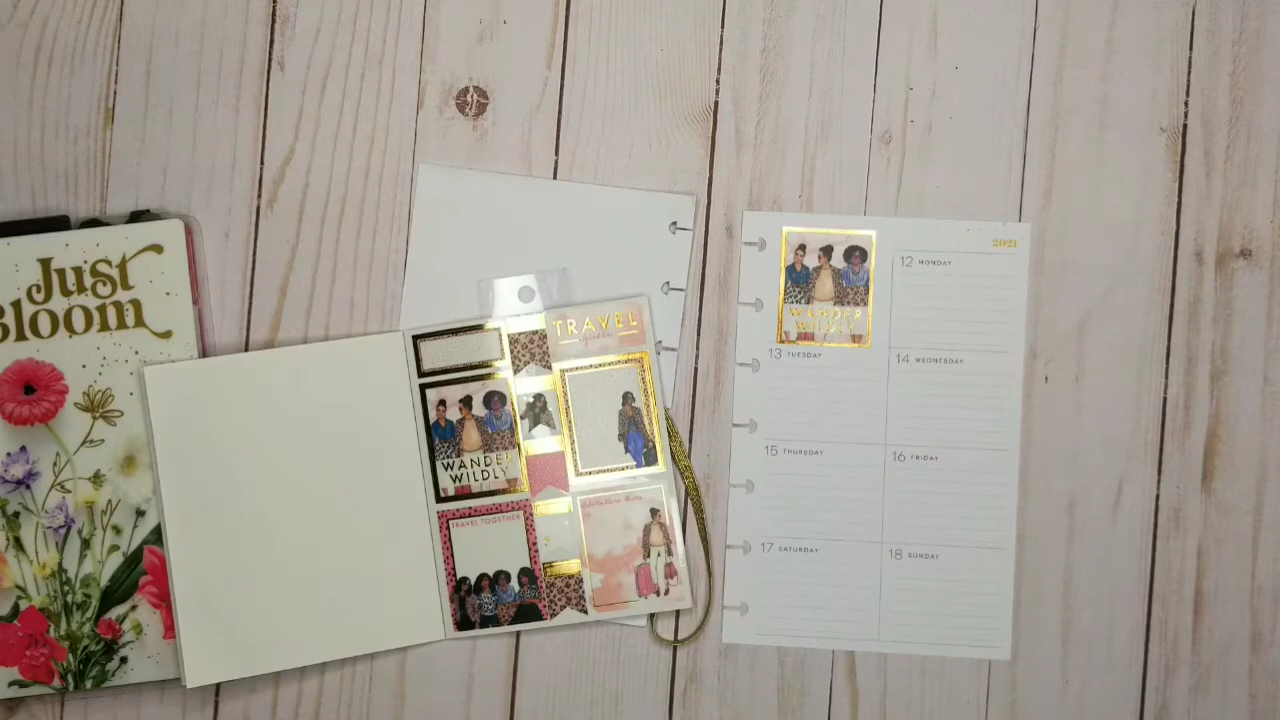 Just
Bloom
TRAVEL
WANDER
WILDLY
TRAVEL TOGETHER
2021
WANDER
WILDLY
12 MONDAY
13 TUESDAY
14 WEDNESDAY
15 THURSDAY
16 FRIDAY
17 SATURDAY
18 SUNDAY